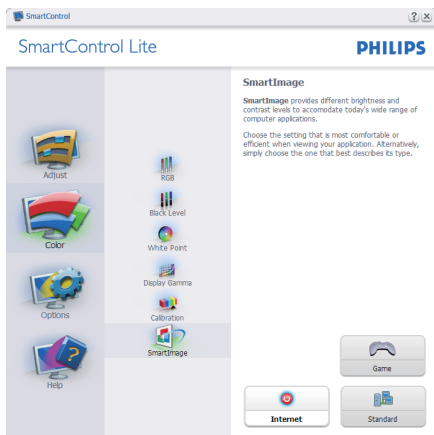 SmartControl
SmartControl Lite
PHILIPS
Adjust
Color
Options
Help
RGB
Black Level
White Point
Display Gamma
Calibration
SmartImage
SmartImage
SmartImage provides different brightness and
contrast levels to accomodate today's wide range of
computer applications.
Choose the setting that is most comfortable or
efficient when viewing your application. Alternatively,
simply choose the one that best describes its type.
Game
Internet
Standard